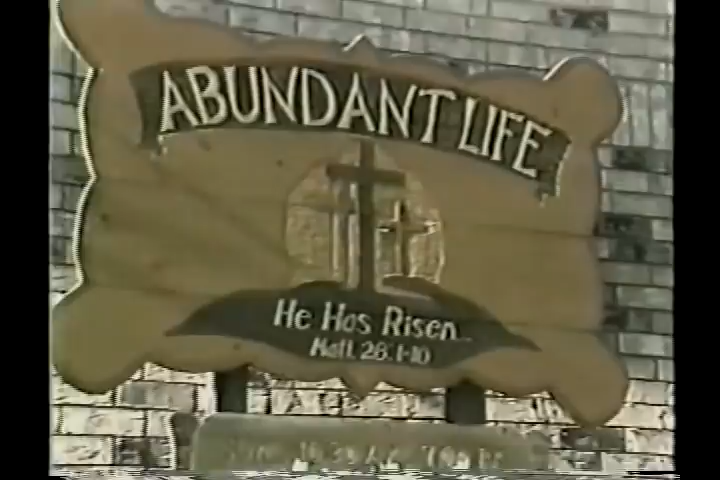 ABUNDANT LIFE
He Has Risen...
Matt. 28:1-10